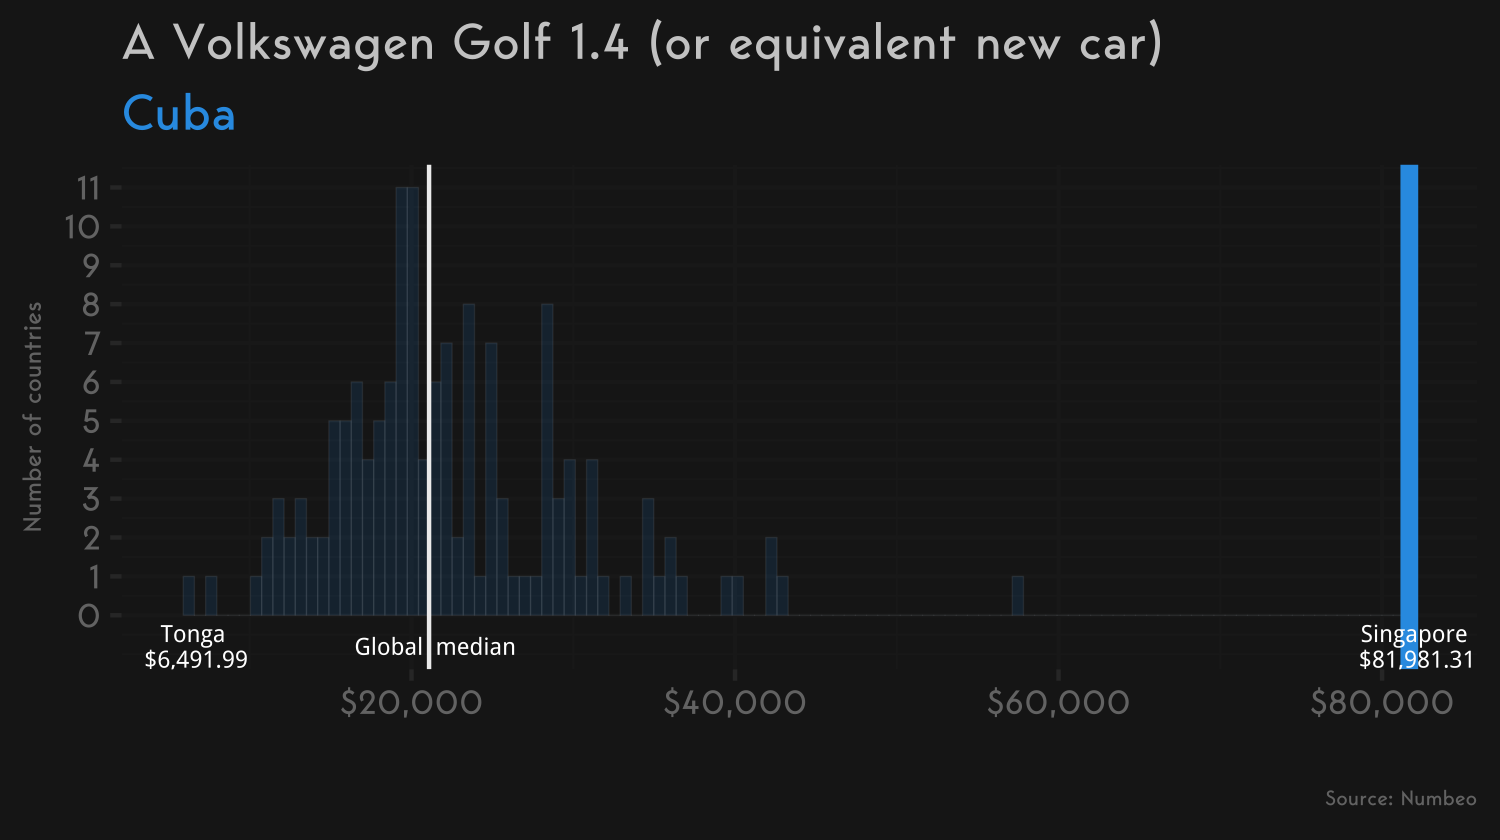 A Volkswagen Golf 1.4 (or equivalent new car)
Cuba
Number of countries
11
10
9
8
7
6
5
4
3
2
1
0
Tonga
$6,491.99
Global median
Singapore
$81,981.31
$20,000
$40,000
$60,000
$80,000
Source: Numbeo